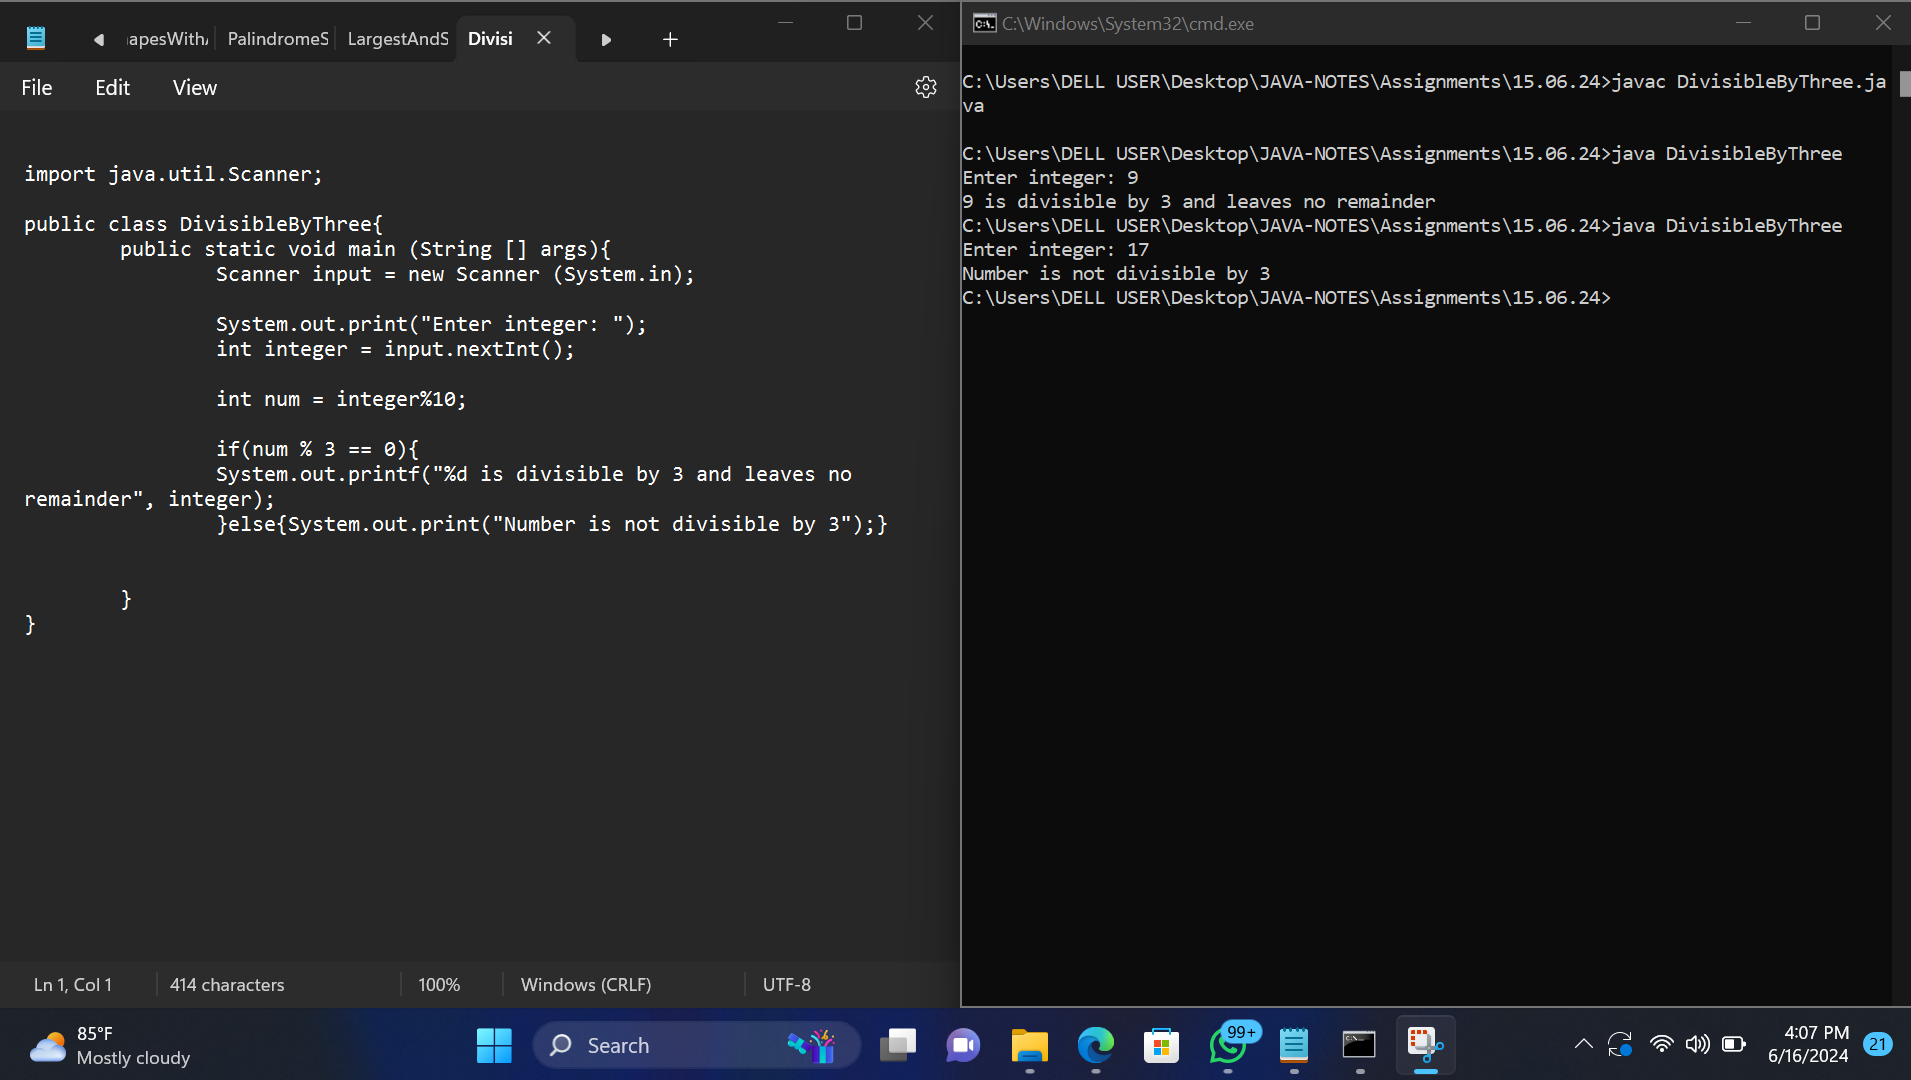 apesWith
PalindromeS
LargestAndS
Divisi
File
Edit
View
import java.util.Scanner;
public class DivisibleByThree{
public static void main (String [] args){
Scanner input = new Scanner (System.in);
System.out.print("Enter integer: ");
int integer = input.nextInt();
int num = integer%10;
if(num % 3 == 0){
System.out.printf("%d is divisible by 3 and leaves no
remainder", integer);
}else{System.out.print("Number is not divisible by 3");}
}
}
Ln 1, Col 1
414 characters
100%
Windows (CRLF)
UTF-8
C:\Windows\System32\cmd.exe
C:\Users\DELL USER\Desktop\JAVA-NOTES\Assignments\15.06.24>javac DivisibleByThree.ja
va
C:\Users\DELL USER\Desktop\JAVA-NOTES\Assignments\15.06.24>java DivisibleByThree
Enter integer: 9
9 is divisible by 3 and leaves no remainder
C:\Users\DELL USER\Desktop\JAVA-NOTES\Assignments\15.06.24>java DivisibleByThree
Enter integer: 17
Number is not divisible by 3
C:\Users\DELL USER\Desktop\JAVA-NOTES\Assignments\15.06.24>
85°F
Mostly cloudy
Search
99+
4:07 PM
6/16/2024
21